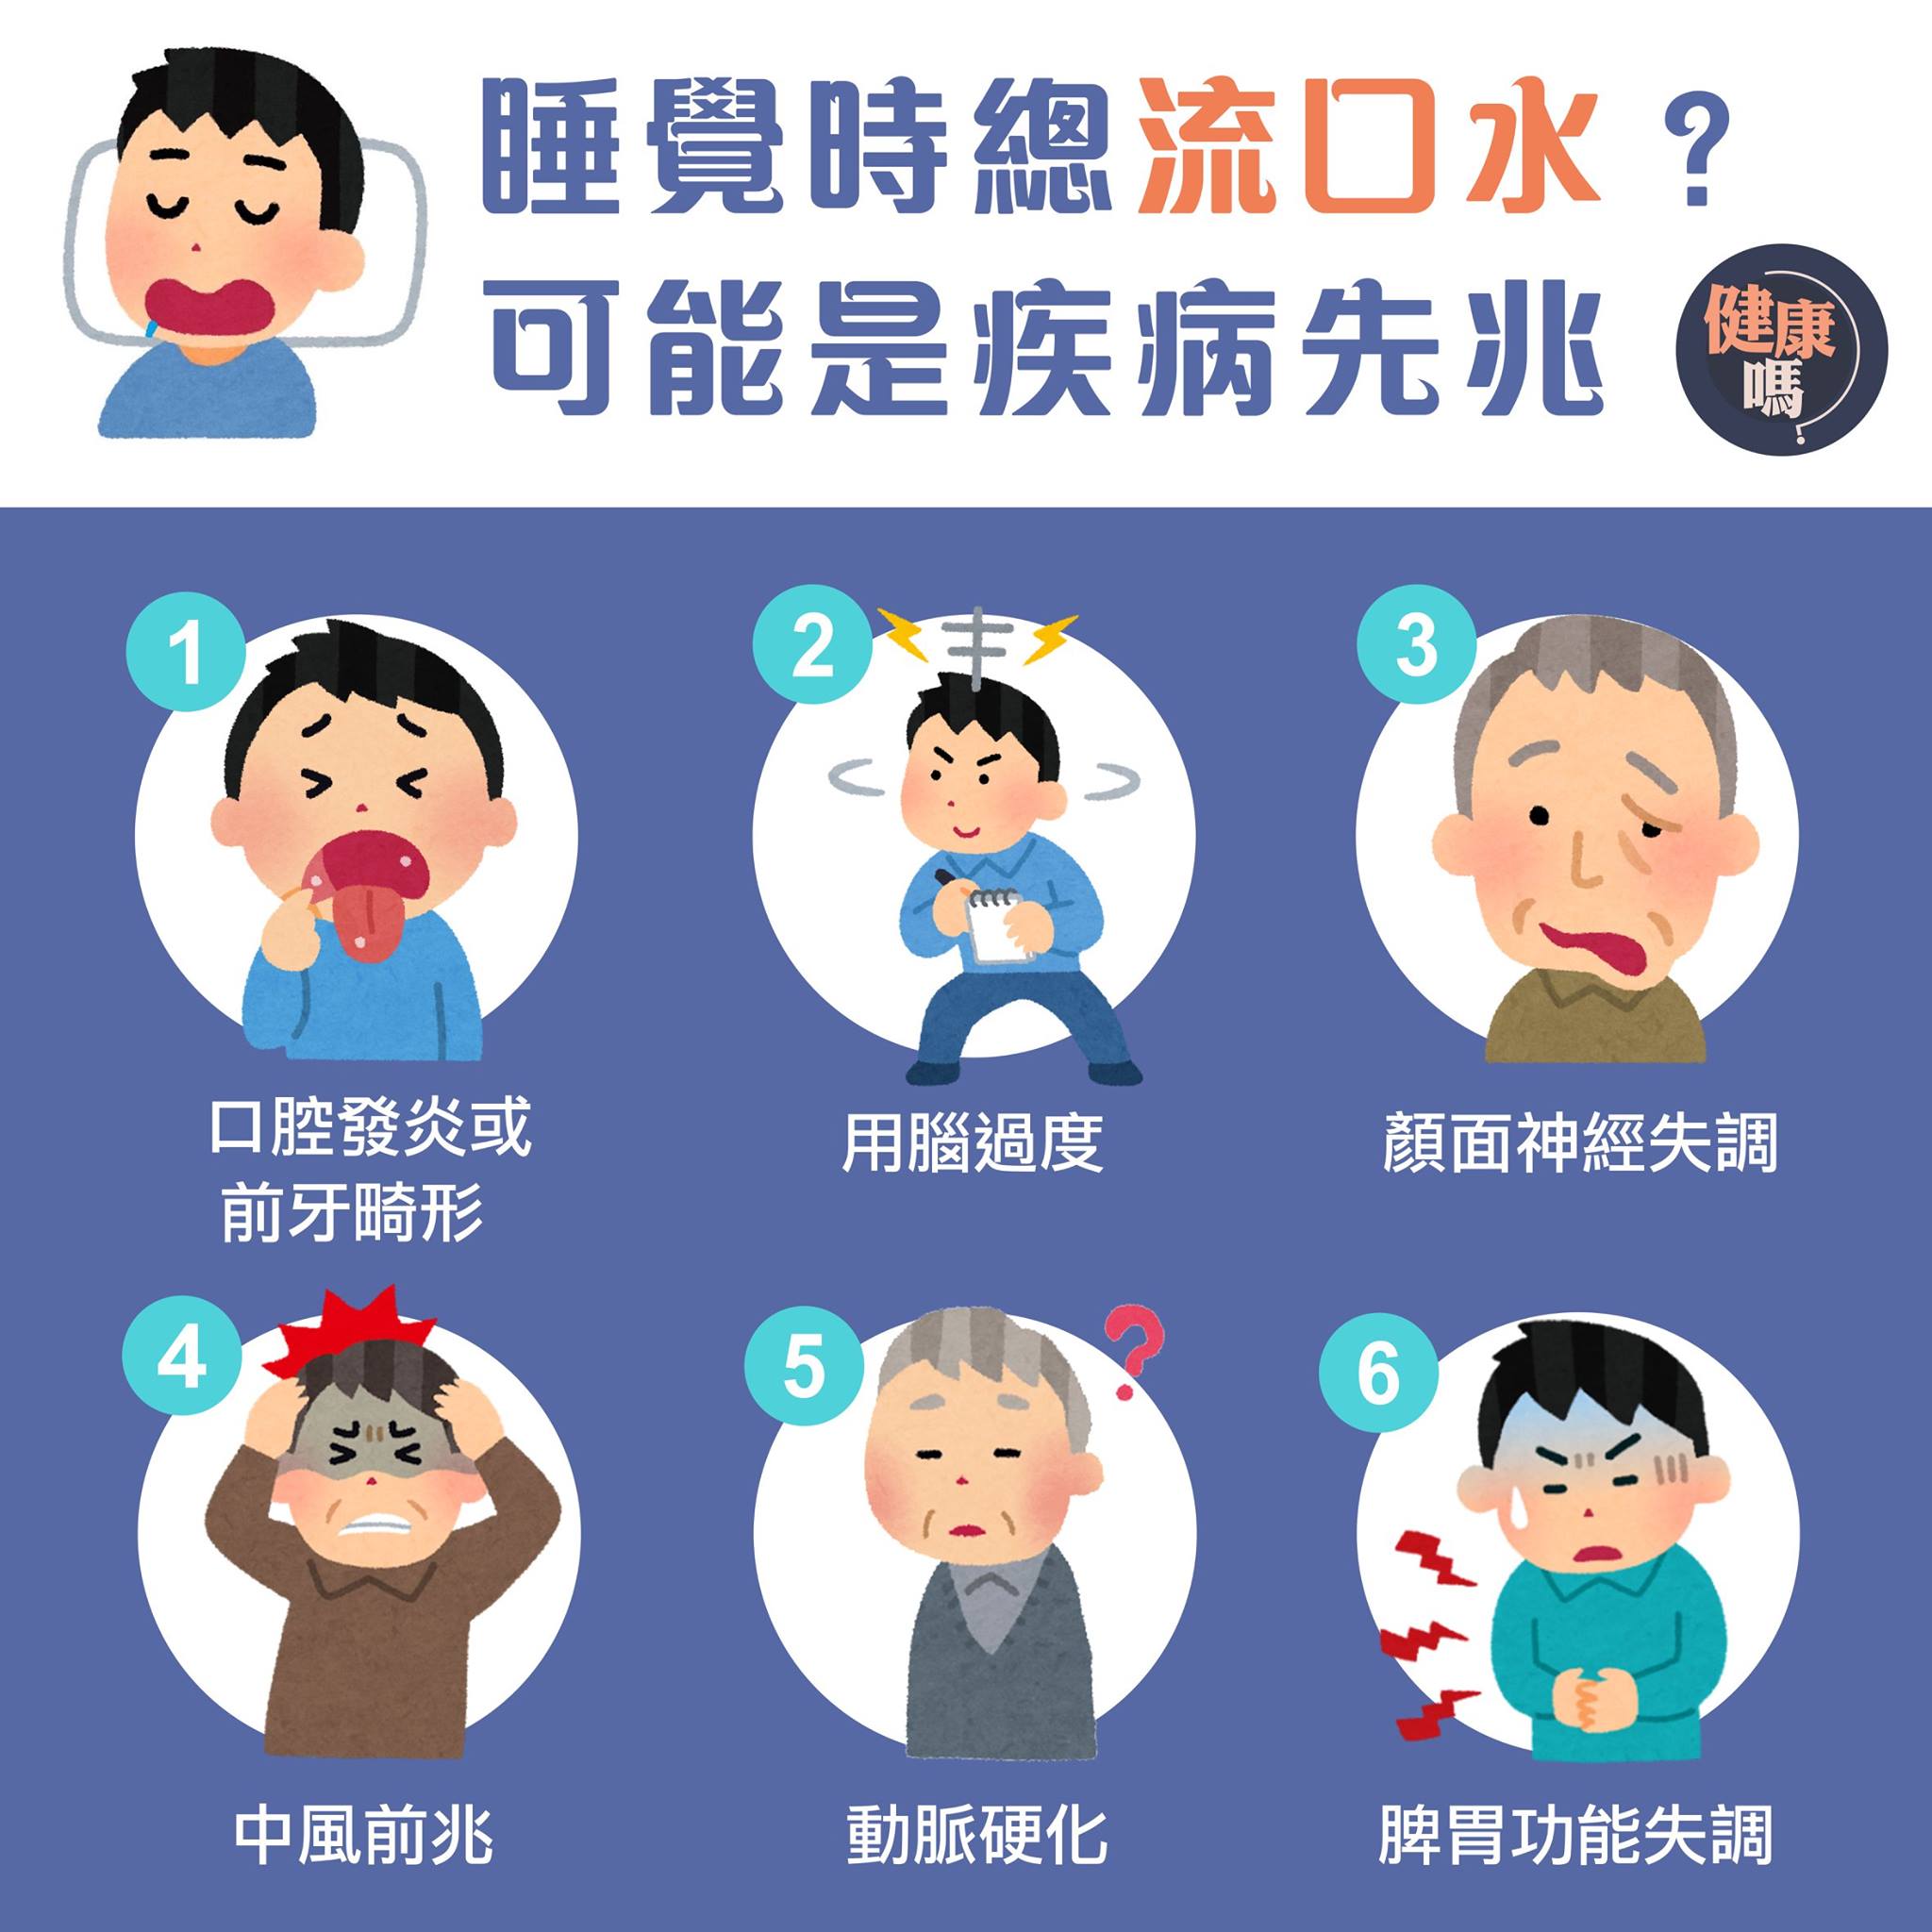 睡覺時總流口水？
可能是疾病先兆
健康
嗎?
1
2
3
口腔發炎或
前牙畸形
用腦過度
顏面神經失調
4
5
?
6
中風前兆
動脈硬化
脾胃功能失調